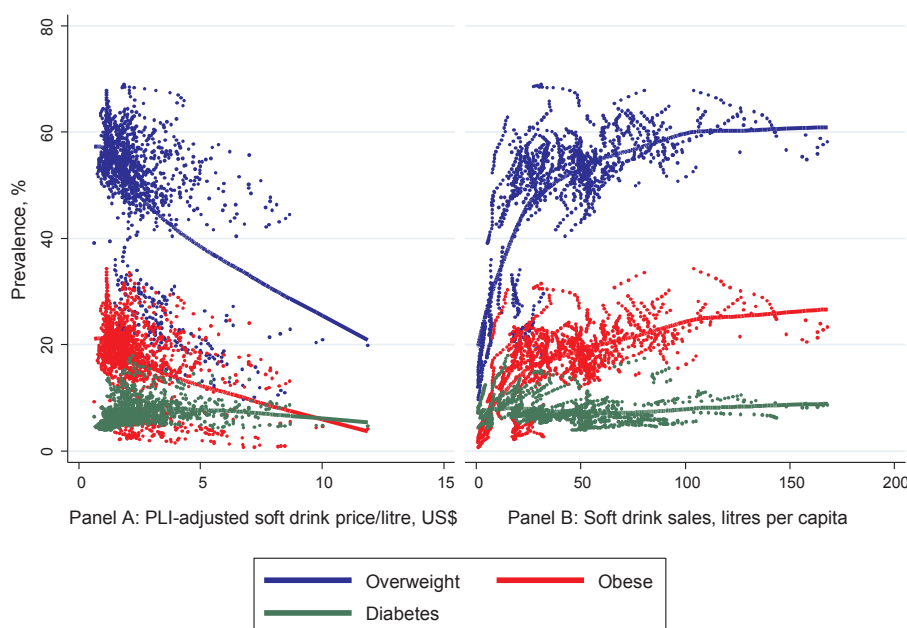 Prevalence, %
80
60
40
20
0
0 5 10 15
0 50 100 150 200
Panel A: PLI-adjusted soft drink price/litre, US$
Panel B: Soft drink sales, litres per capita
Overweight Obese
Diabetes